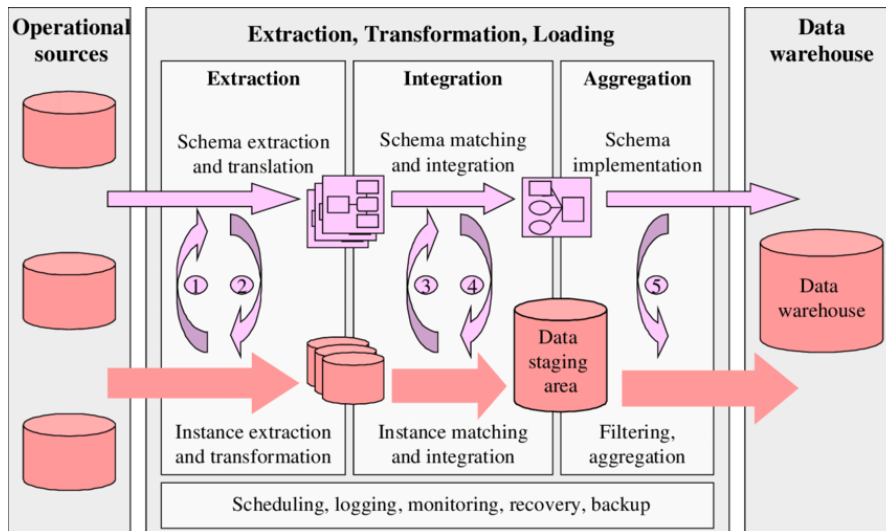 Operational
sources
Extraction, Transformation, Loading
Data
warehouse
Extraction
Integration
Aggregation
Schema extraction
and translation
Schema matching
and integration
Schema
implementation
1
2
3
4
5
Data
warehouse
Data
staging
area
Instance extraction
and transformation
Instance matching
and integration
Filtering,
aggregation
Scheduling, logging, monitoring, recovery, backup